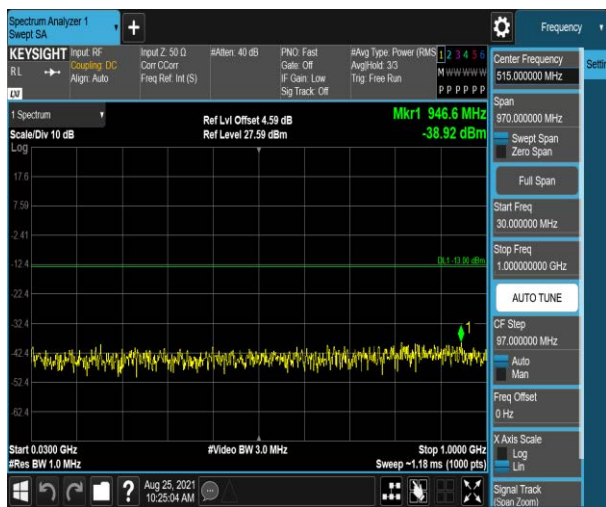 Spectrum Analyzer 1
Swept SA
+
Frequency
KEYSIGHT
RL
LXI
Input: RF
Coupling: DC
Align: Auto
Input Z: 50 Ω
Corr CCorr
Freq Ref: Int (S)
#Atten: 40 dB
PNO: Fast
Gate: Off
IF Gain: Low
Sig Track: Off
#Avg Type: Power (RMS
Avg|Hold: 3/3
Trig: Free Run
1 2 3 4 5 6
M W W W W W
P P P P P P
Center Frequency
515.000000 MHz
Settin
1 Spectrum
Scale/Div 10 dB
Log
Ref Lvl Offset 4.59 dB
Ref Level 27.59 dBm
Mkr1 946.6 MHz
-38.92 dBm
Span
970.000000 MHz
Swept Span
Zero Span
Full Span
17.6
7.59
-2.41
-12.4
-22.4
-32.4
-42.4
-52.4
-62.4
DL1 -13.00 dBm
1
Start Freq
30.000000 MHz
Stop Freq
1.000000000 GHz
AUTO TUNE
CF Step
97.000000 MHz
Auto
Man
Freq Offset
0 Hz
X Axis Scale
Log
Lin
Signal Track
(Span Zoom)
Start 0.0300 GHz
#Res BW 1.0 MHz
#Video BW 3.0 MHz
Stop 1.0000 GHz
Sweep ~1.18 ms (1000 pts)
?
Aug 25, 2021
10:25:04 AM